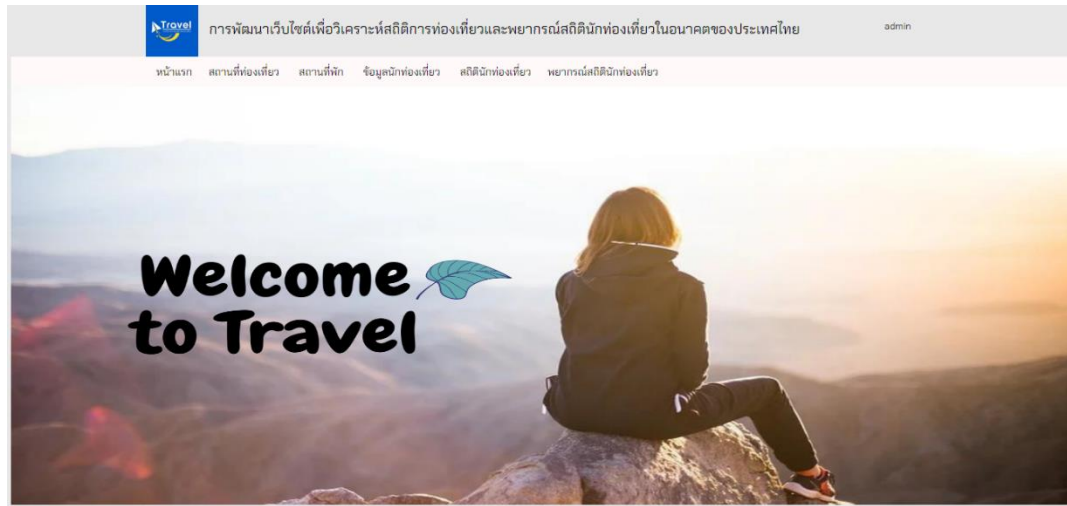 Travel
การพัฒนาเว็บไซต์เพื่อวิเคราะห์สถิติการท่องเที่ยวและพยากรณ์สถิตินักท่องเที่ยวในอนาคตของประเทศไทย
admin
หน้าแรก สถานที่ท่องเที่ยว สถานที่พัก ข้อมูลนักท่องเที่ยว สถิตินักท่องเที่ยว พยากรณ์สถิตินักท่องเที่ยว
Welcome
to Travel